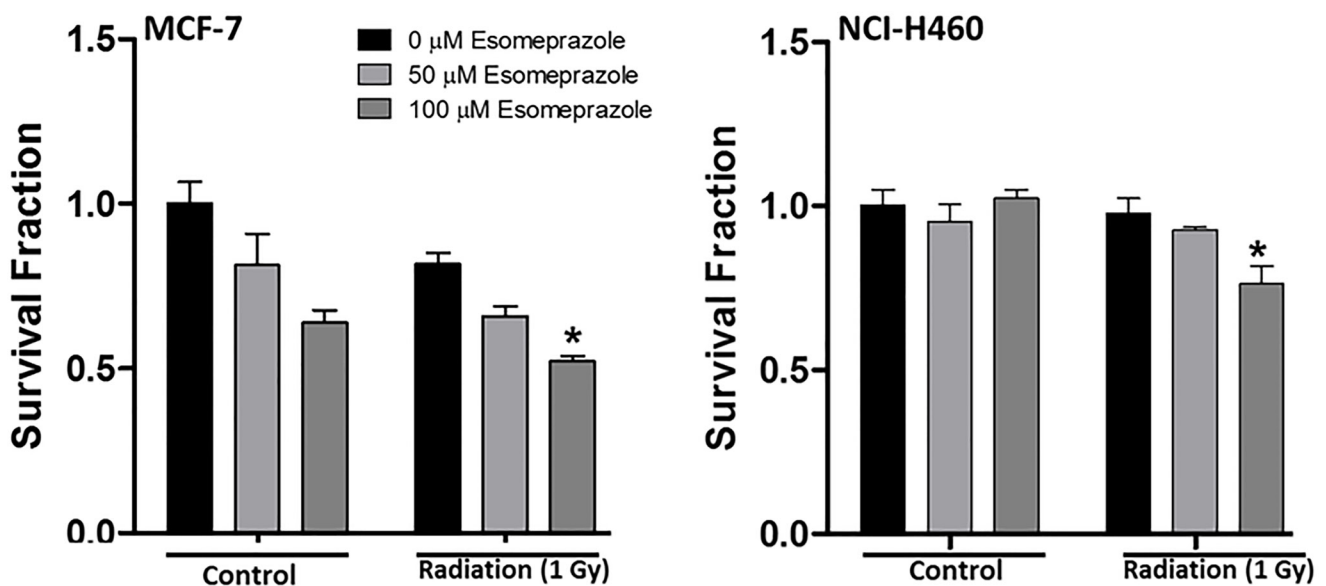 MCF-7
0 μM Esomeprazole
50 μM Esomeprazole
100 μM Esomeprazole
Survival Fraction
1.5
1.0
0.5
0.0
*
Control
Radiation (1 Gy)
NCI-H460
Survival Fraction
1.5
1.0
0.5
0.0
*
Control
Radiation (1 Gy)